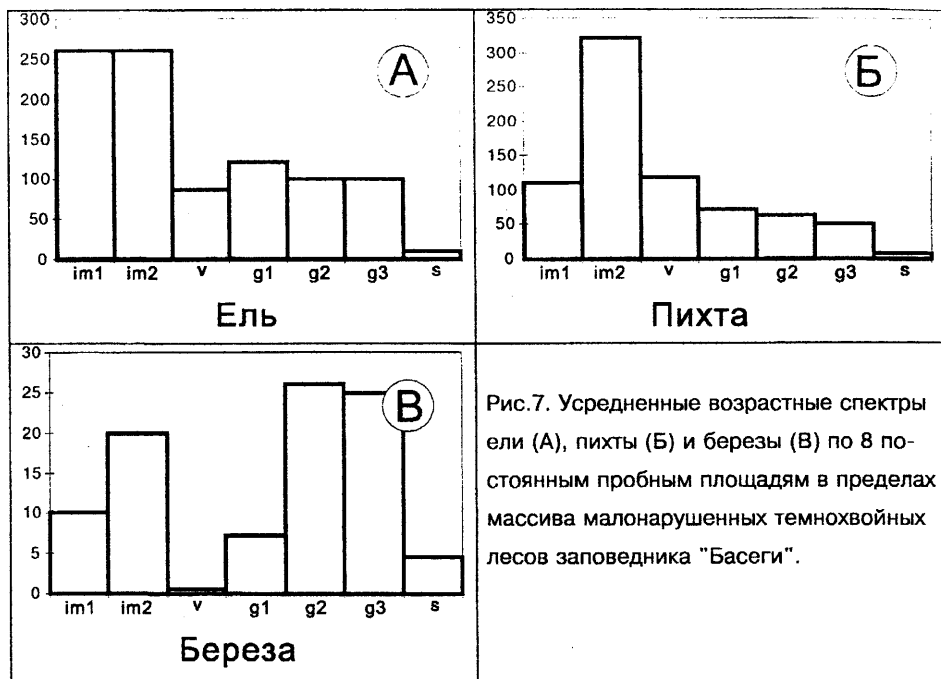 300
250
200
150
100
50
0
А
im1 im2 v g1 g2 g3 s
Ель
350
300
250
200
150
100
50
0
Б
im1 im2 v g1 g2 g3 s
Пихта
30
25
20
15
10
5
0
В
im1 im2 v g1 g2 g3 s
Береза
Рис.7. Усредненные возрастные спектры
ели (А), пихты (Б) и березы (В) по 8 по-
стоянным пробным площадям в пределах
массива малонарушенных темнохвойных
лесов заповедника "Басеги".